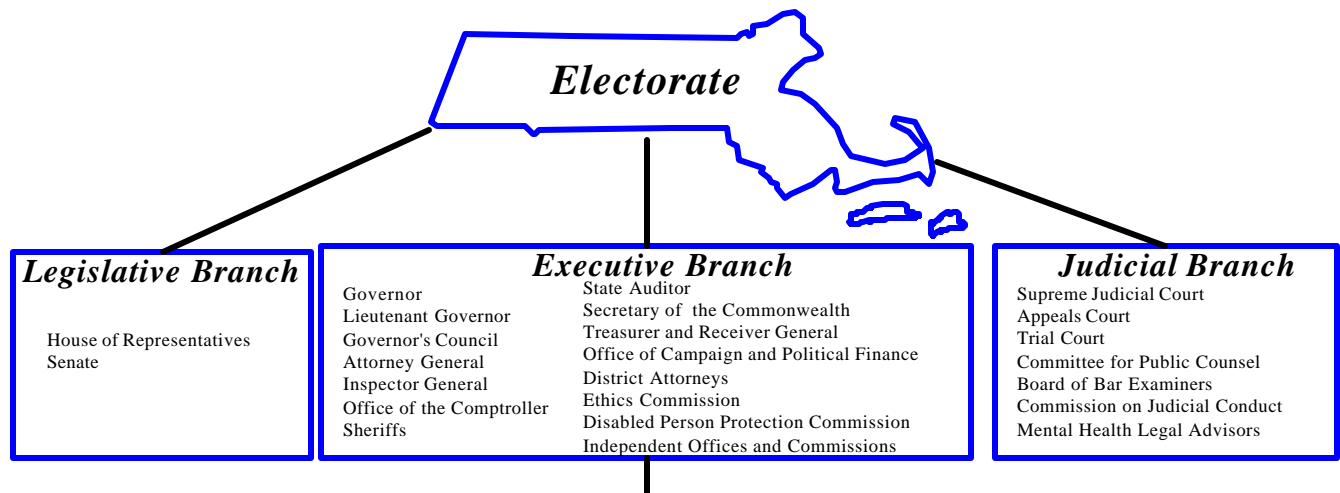 Electorate
Legislative Branch
House of Representatives
Senate
Executive Branch
Governor
Lieutenant Governor
Governor's Council
Attorney General
Inspector General
Office of the Comptroller
Sheriffs
State Auditor
Secretary of the Commonwealth
Treasurer and Receiver General
Office of Campaign and Political Finance
District Attorneys
Ethics Commission
Disabled Person Protection Commission
Independent Offices and Commissions
Judicial Branch
Supreme Judicial Court
Appeals Court
Trial Court
Committee for Public Counsel
Board of Bar Examiners
Commission on Judicial Conduct
Mental Health Legal Advisors